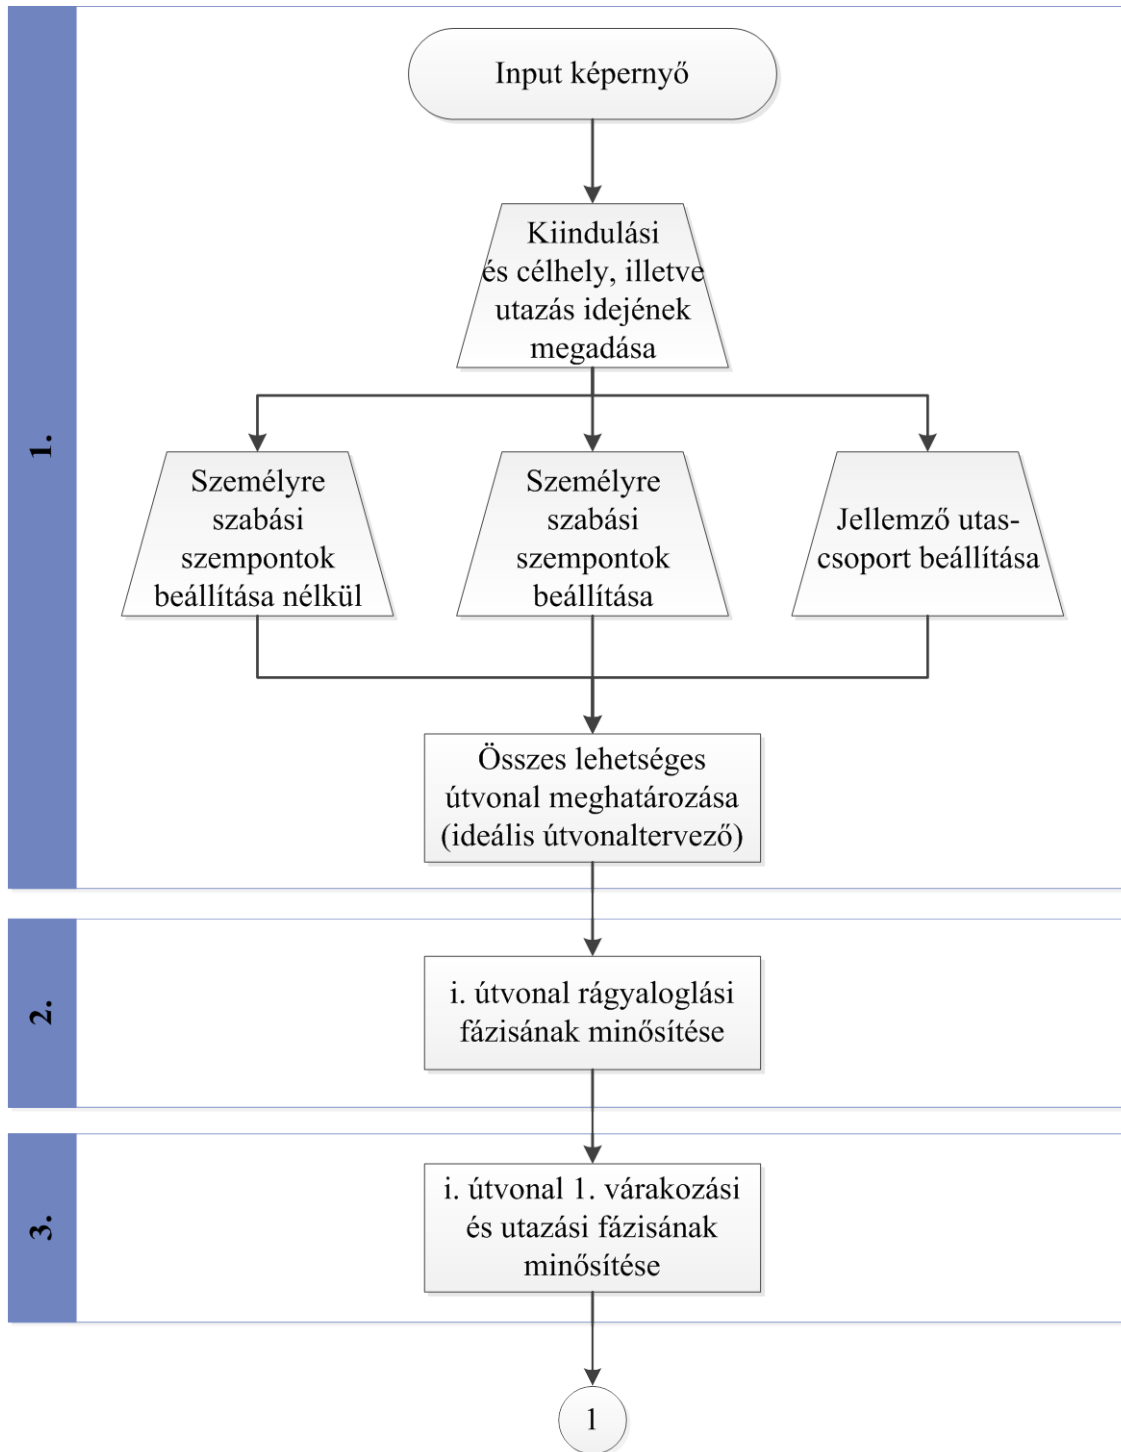 1.
Input képernyő
Kiindulási
és célhely, illetve
utazás idejének
megadása
Személyre
szabási
szempontok
beállítása nélkül
Személyre
szabási
szempontok
beállítása
Jellemző utas-
csoport beállítása
Összes lehetséges
útvonal meghatározása
(ideális útvonaltervező)
2.
i. útvonal rágyaloglási
fázisának minősítése
3.
i. útvonal 1. várakozási
és utazási fázisának
minősítése
1